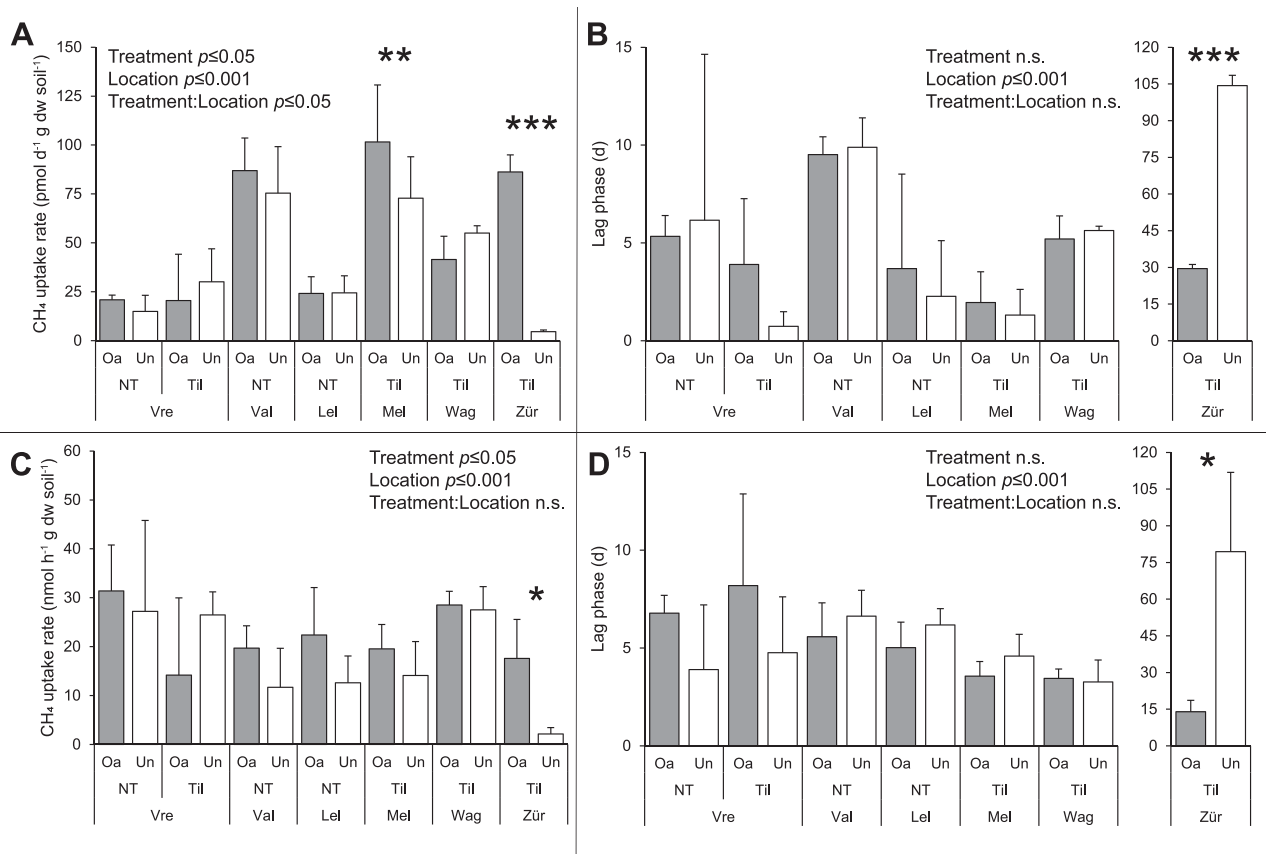 A
CH₄ uptake rate (pmol d⁻¹ g dw soil⁻¹)
150
125
100
75
50
25
0
Treatment p≤0.05
Location p≤0.001
Treatment:Location p≤0.05
**
***
Oa Un Oa Un Oa Un Oa Un Oa Un Oa Un Oa Un
NT Til NT NT Til Til Til
Vre Val Lel Mel Wag Zür
B
Lag phase (d)
15
10
5
0
Treatment n.s.
Location p≤0.001
Treatment:Location n.s.
Oa Un Oa Un Oa Un Oa Un Oa Un Oa Un
NT Til NT NT Til Til
Vre Val Lel Mel Wag
120
105
90
75
60
45
30
15
0
***
Oa Un
Til
Zür
C
CH₄ uptake rate (nmol h⁻¹ g dw soil⁻¹)
60
50
40
30
20
10
0
Treatment p≤0.05
Location p≤0.001
Treatment:Location n.s.
*
Oa Un Oa Un Oa Un Oa Un Oa Un Oa Un Oa Un
NT Til NT NT Til Til Til
Vre Val Lel Mel Wag Zür
D
Lag phase (d)
15
10
5
0
Treatment n.s.
Location p≤0.001
Treatment:Location n.s.
Oa Un Oa Un Oa Un Oa Un Oa Un Oa Un
NT Til NT NT Til Til
Vre Val Lel Mel Wag
120
105
90
75
60
45
30
15
0
*
Oa Un
Til
Zür